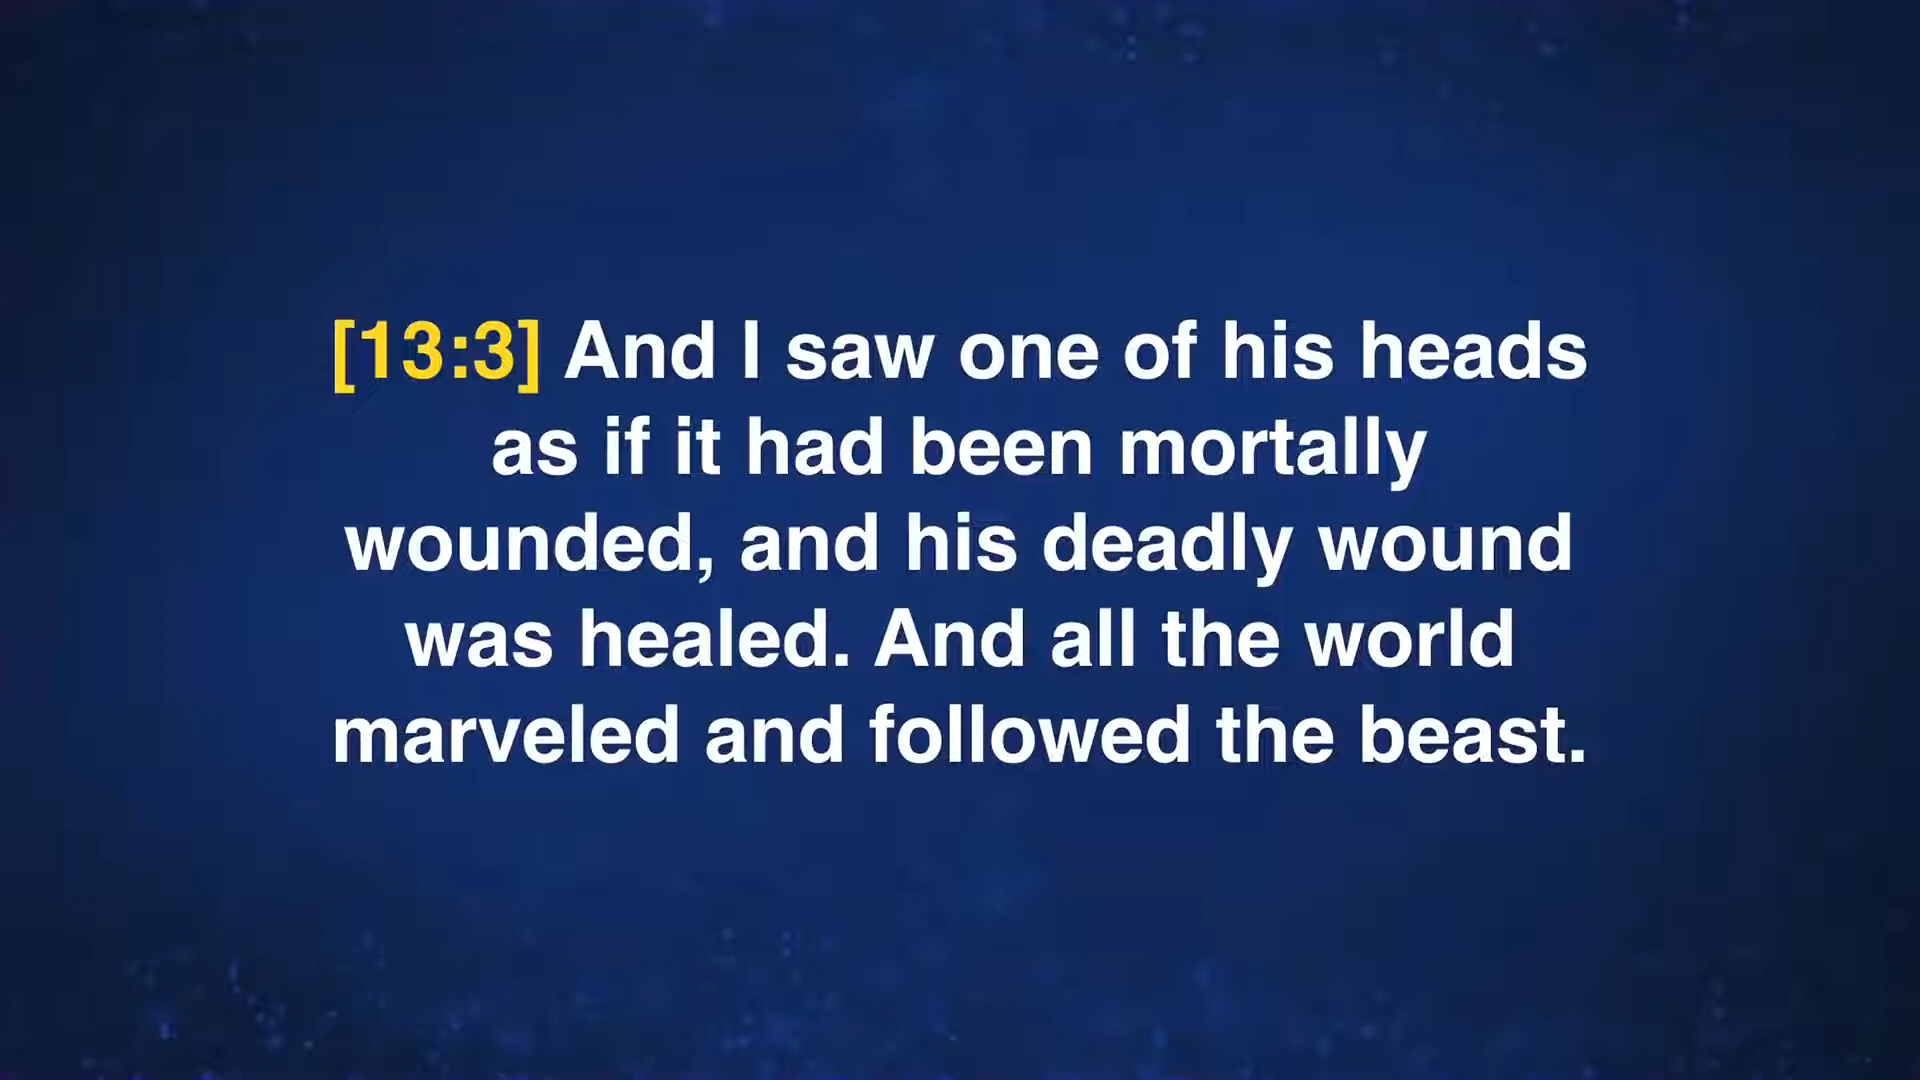 [13:3] And I saw one of his heads
as if it had been mortally
wounded, and his deadly wound
was healed. And all the world
marveled and followed the beast.